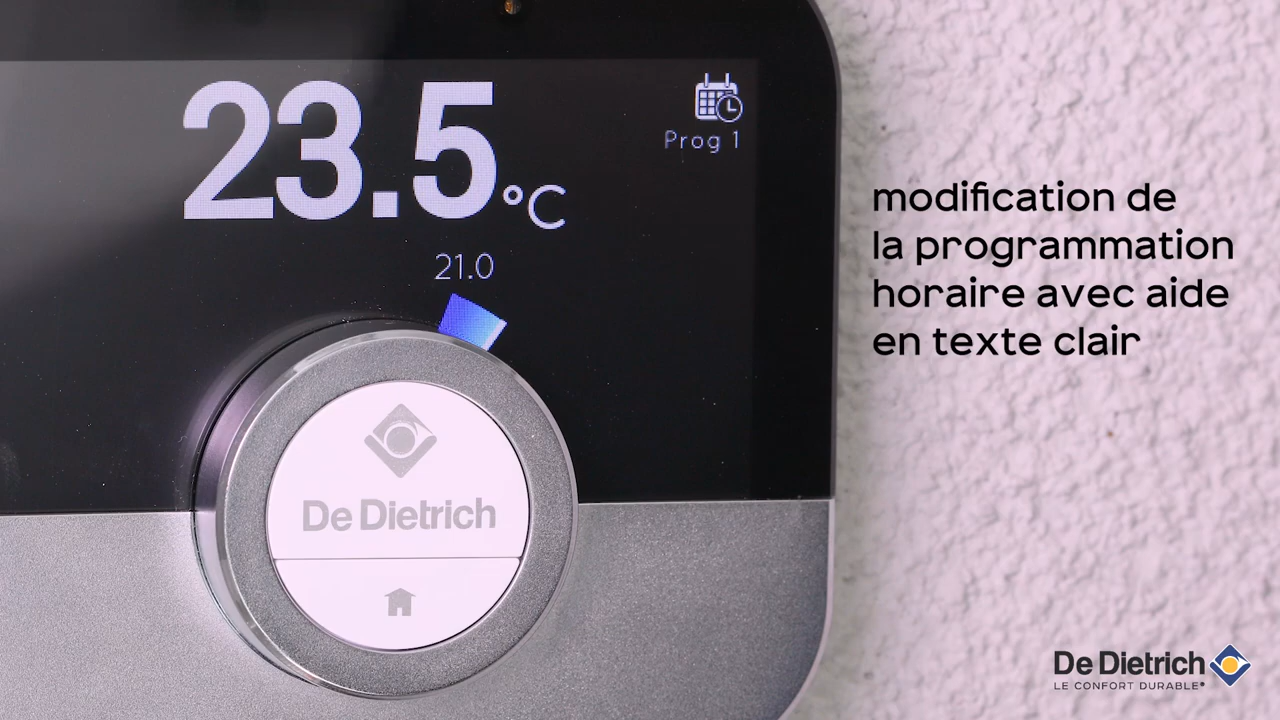 23.5 °C
Prog 1
21.0
modification de
la programmation
horaire avec aide
en texte clair
De Dietrich
De Dietrich
LE CONFORT DURABLE®